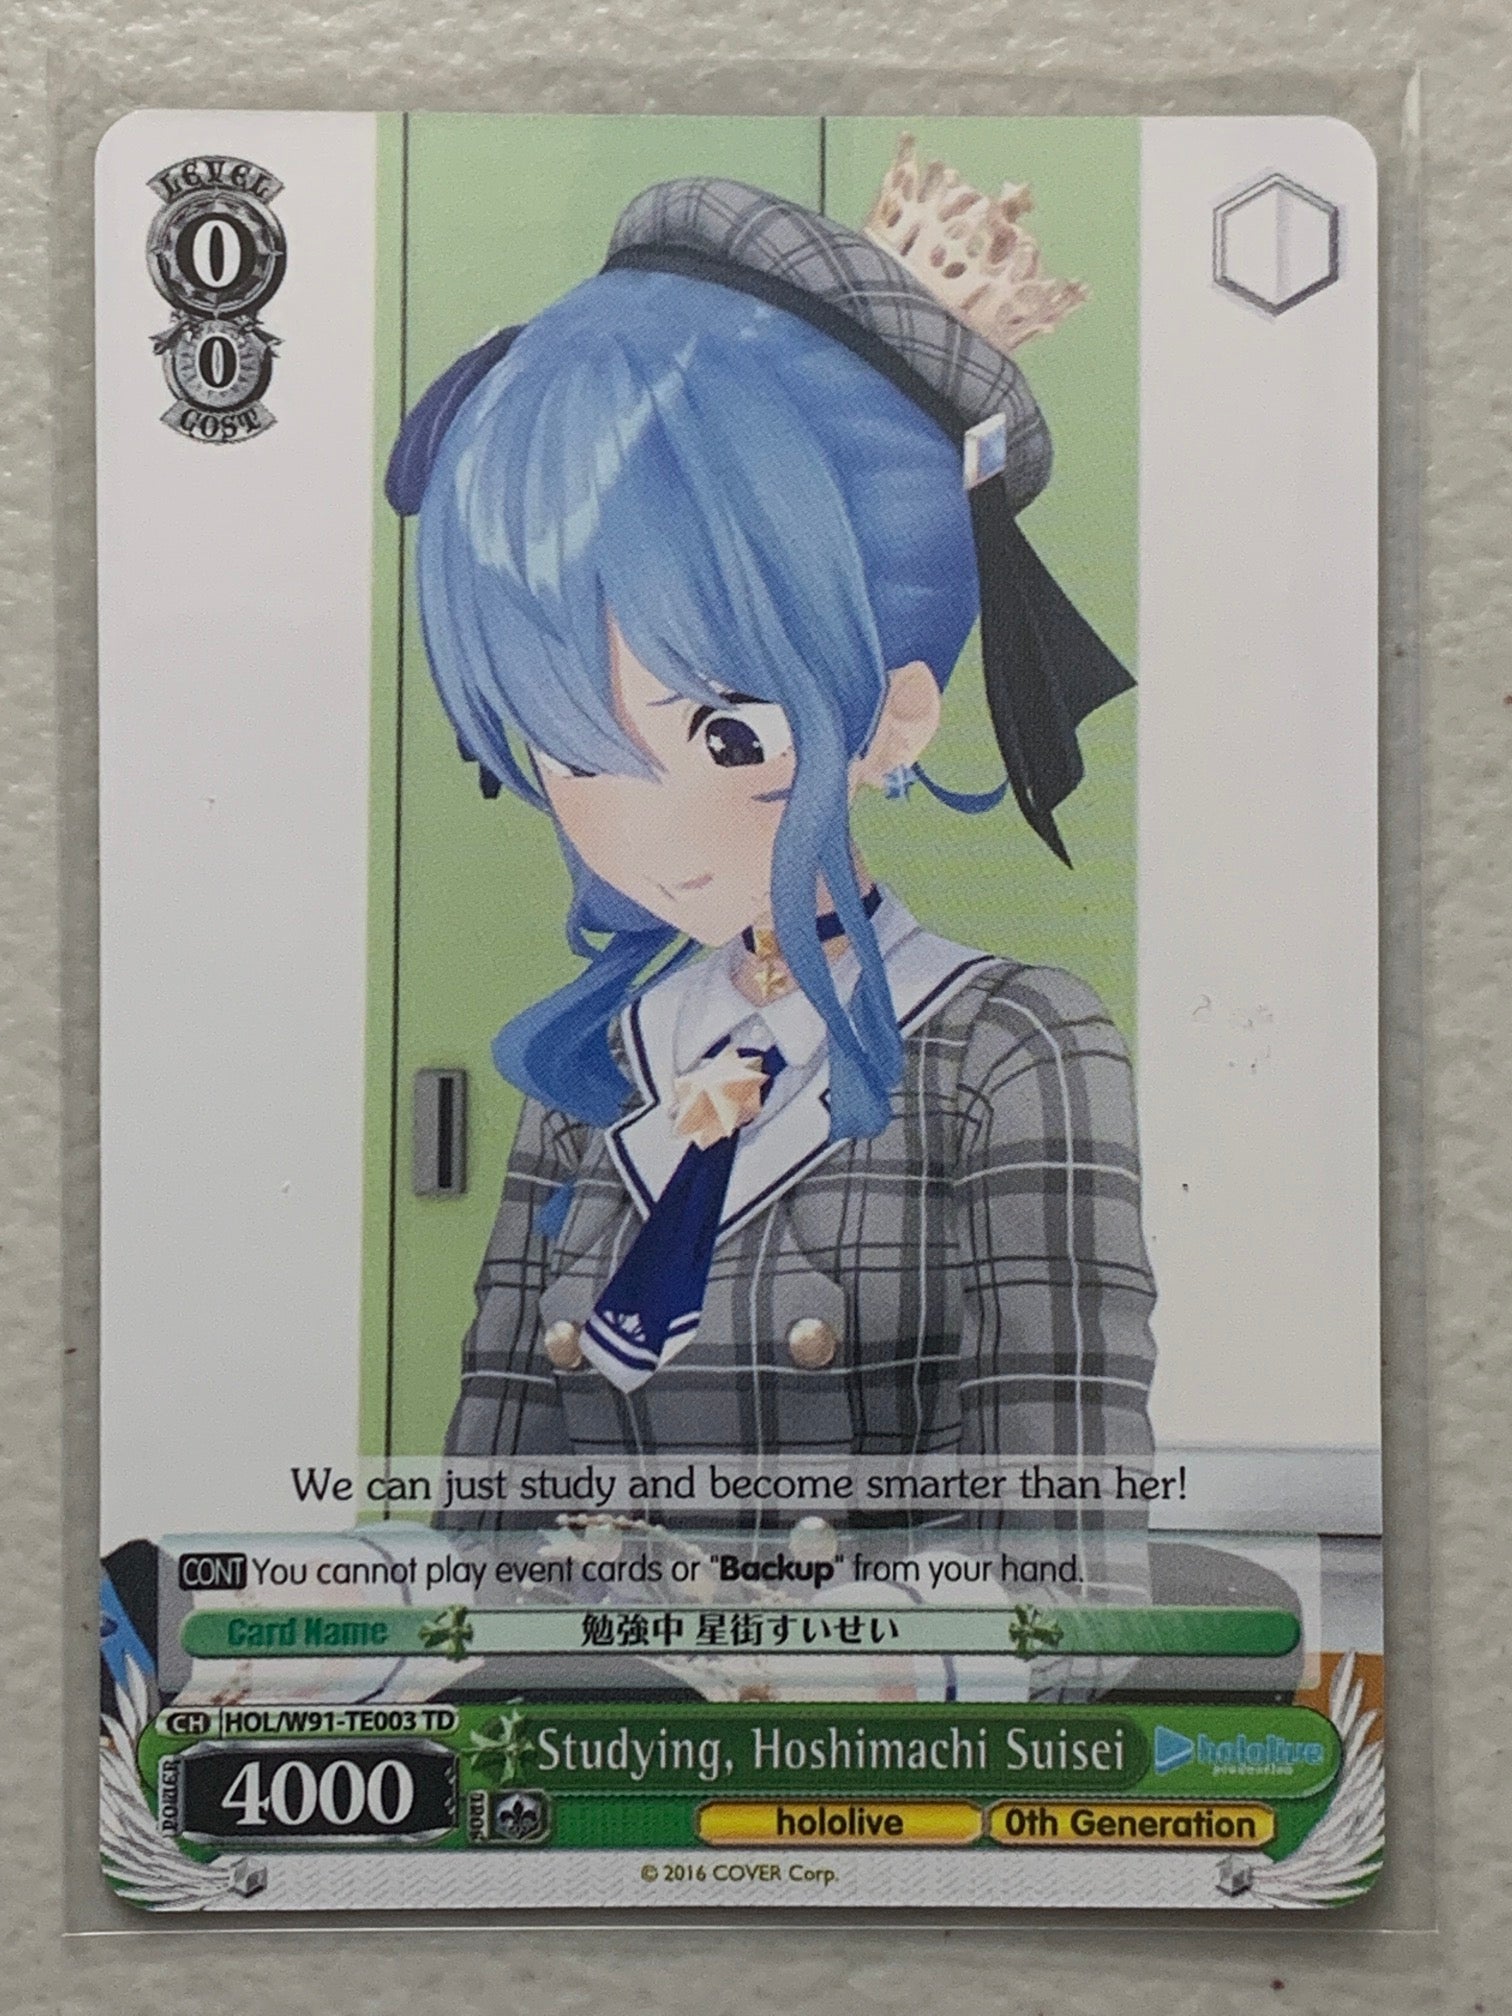 LEVEL
0
0
COST
We can just study and become smarter than her!
CONT You cannot play event cards or "Backup" from your hand.
Card Name 勉強中 星街すいせい
CH HOL/W91-TE003 TD
Studying, Hoshimachi Suisei
hololive
production
POWER 4000
SOUL
hololive
0th Generation
© 2016 COVER Corp.